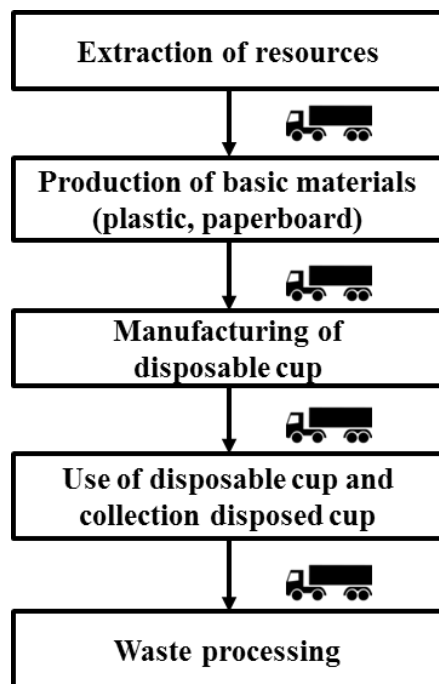 Extraction of resources
Production of basic materials
(plastic, paperboard)
Manufacturing of
disposable cup
Use of disposable cup and
collection disposed cup
Waste processing